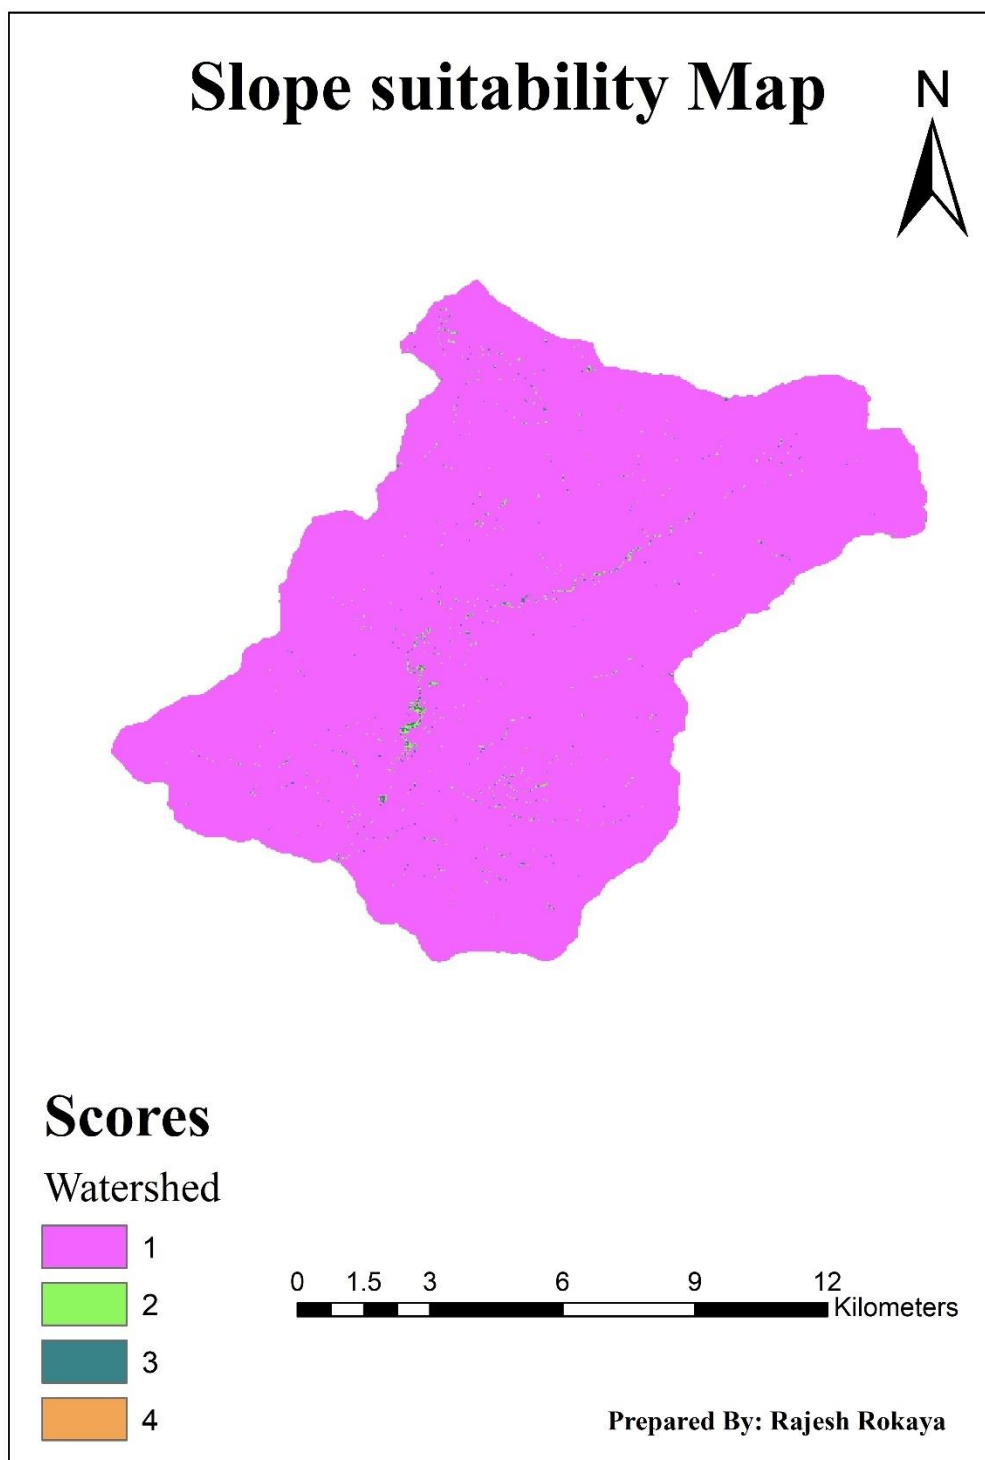 Slope suitability Map
N
Scores
Watershed
1
2
3
4
0 1.5 3 6 9 12
Kilometers
Prepared By: Rajesh Rokaya